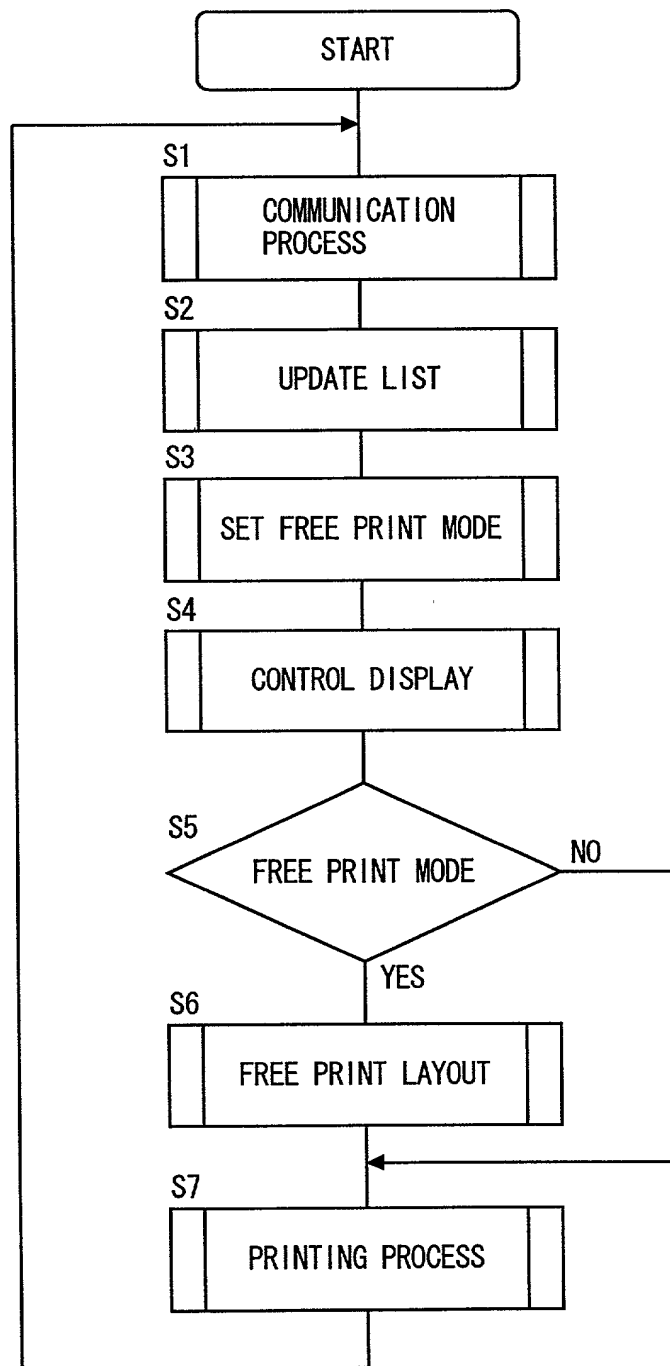 START
S1
COMMUNICATION
PROCESS
S2
UPDATE LIST
S3
SET FREE PRINT MODE
S4
CONTROL DISPLAY
S5
FREE PRINT MODE
NO
YES
S6
FREE PRINT LAYOUT
S7
PRINTING PROCESS